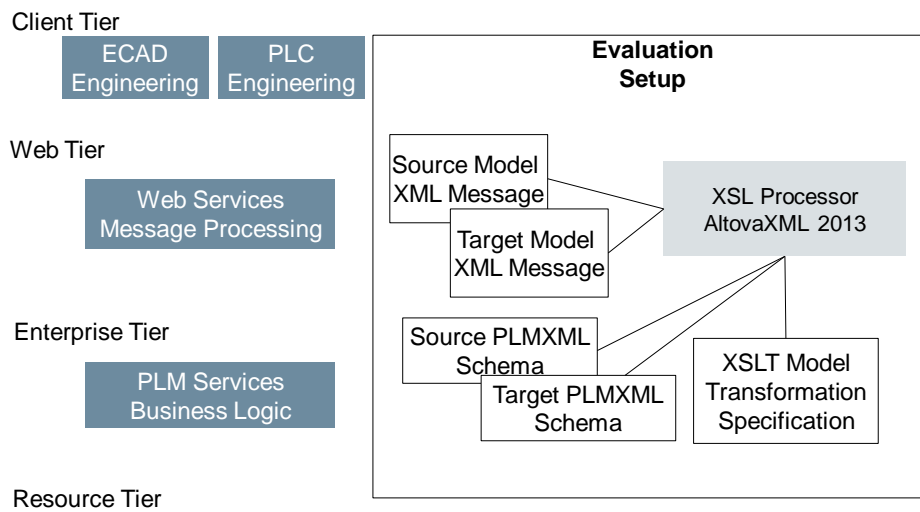 Client Tier
ECAD
Engineering
PLC
Engineering
Evaluation
Setup
Web Tier
Web Services
Message Processing
Source Model
XML Message
Target Model
XML Message
XSL Processor
AltovaXML 2013
Enterprise Tier
PLM Services
Business Logic
Source PLMXML
Schema
Target PLMXML
Schema
XSLT Model
Transformation
Specification
Resource Tier